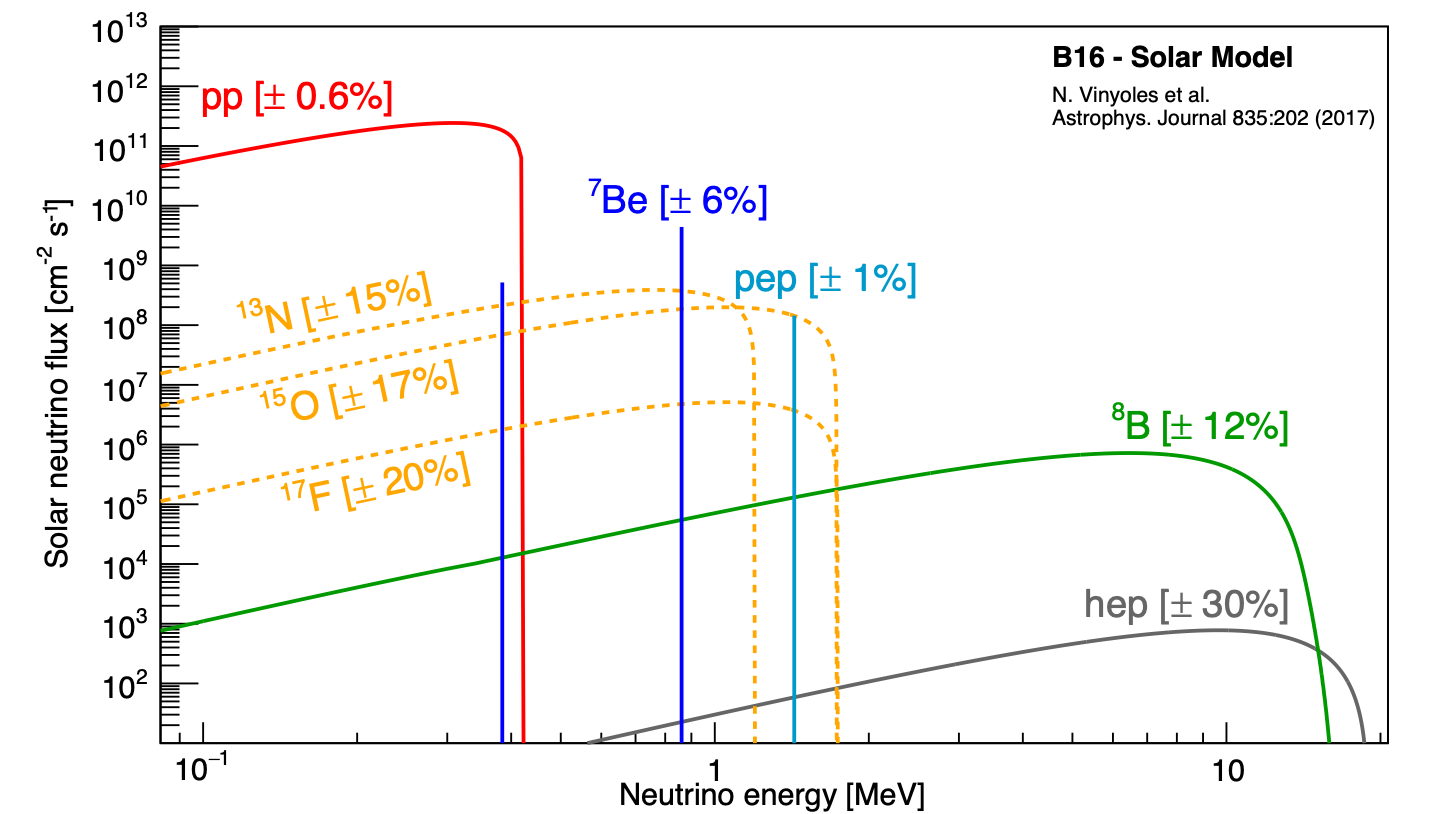 B16 - Solar Model
N. Vinyoles et al.
Astrophys. Journal 835:202 (2017)
pp [± 0.6%]
⁷Be [± 6%]
pep [± 1%]
¹³N [± 15%]
¹⁵O [± 17%]
¹⁷F [± 20%]
⁸B [± 12%]
hep [± 30%]
Solar neutrino flux [cm⁻² s⁻¹]
10¹³
10¹²
10¹¹
10¹⁰
10⁹
10⁸
10⁷
10⁶
10⁵
10⁴
10³
10²
10⁻¹ 1 10
Neutrino energy [MeV]